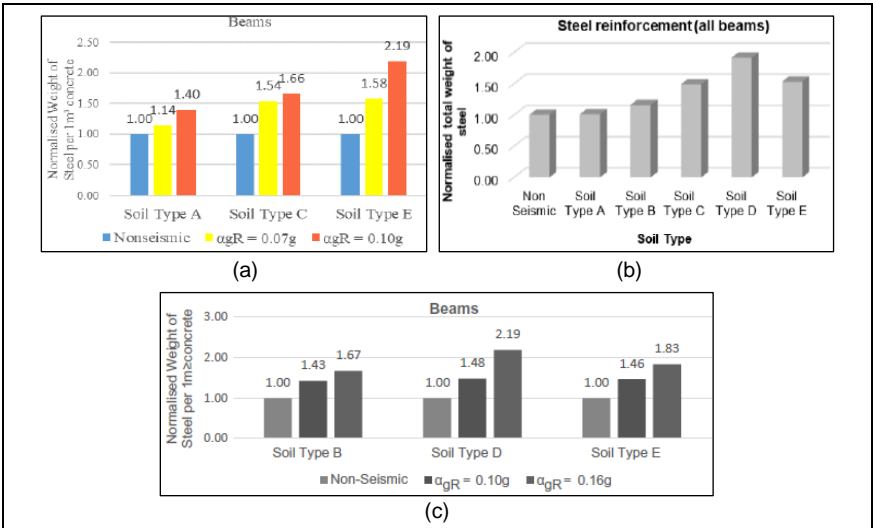 Beams
Normalised Weight of
Steel per 1m³ concrete
2.50
2.00
1.50
1.00
0.50
0.00
1.00
1.14
1.40
1.00
1.54
1.66
1.00
1.58
2.19
Soil Type A
Soil Type C
Soil Type E
Nonseismic
αgR = 0.07g
αgR = 0.10g
(a)
Steel reinforcement (all beams)
Normalised total weight of
steel
2.00
1.50
1.00
0.50
0.00
Non
Seismic
Soil
Type A
Soil
Type B
Soil
Type C
Soil
Type D
Soil
Type E
Soil Type
(b)
Beams
Normalised Weight of
Steel per 1m≥concrete
3.00
2.00
1.00
0.00
1.00
1.43
1.67
1.00
1.48
2.19
1.00
1.46
1.83
Soil Type B
Soil Type D
Soil Type E
Non-Seismic
αgR = 0.10g
αgR = 0.16g
(c)